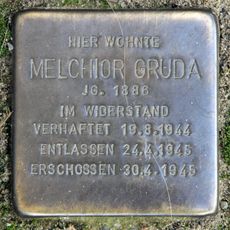 HIER WOHNTE
MELCHIOR GRUDA
JG. 1886
IM WIDERSTAND
VERHAFTET 19.8.1944
ENTLASSEN 24.4.1945
ERSCHOSSEN 30.4.1945